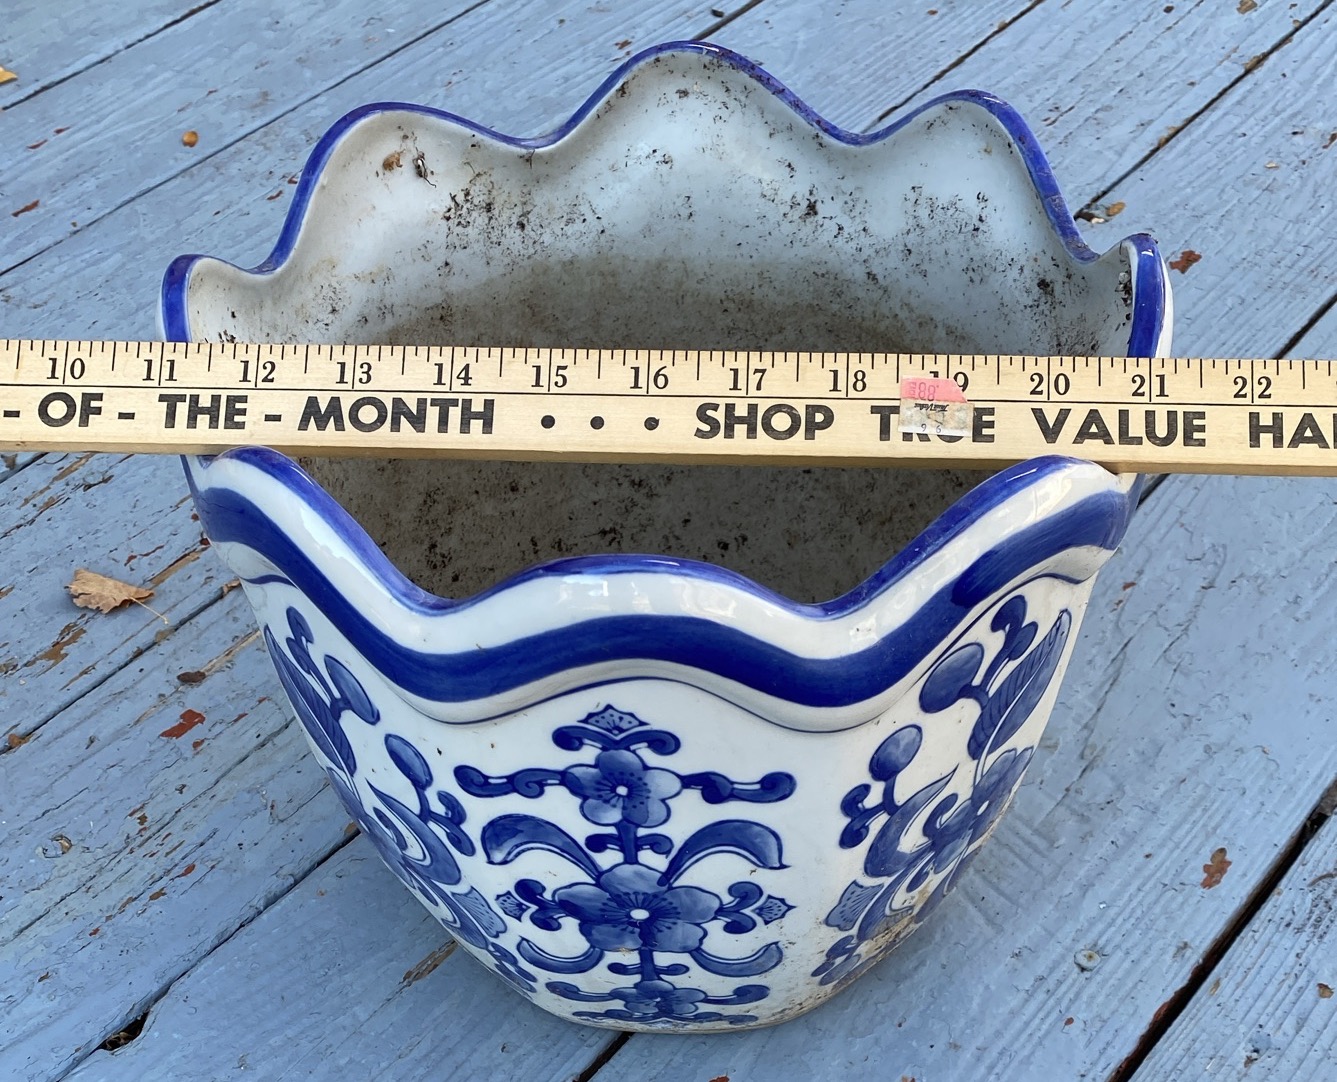 10 11 12 13 14 15 16 17 18 19 20 21 22
- OF - THE - MONTH • • • SHOP TRUE VALUE HA